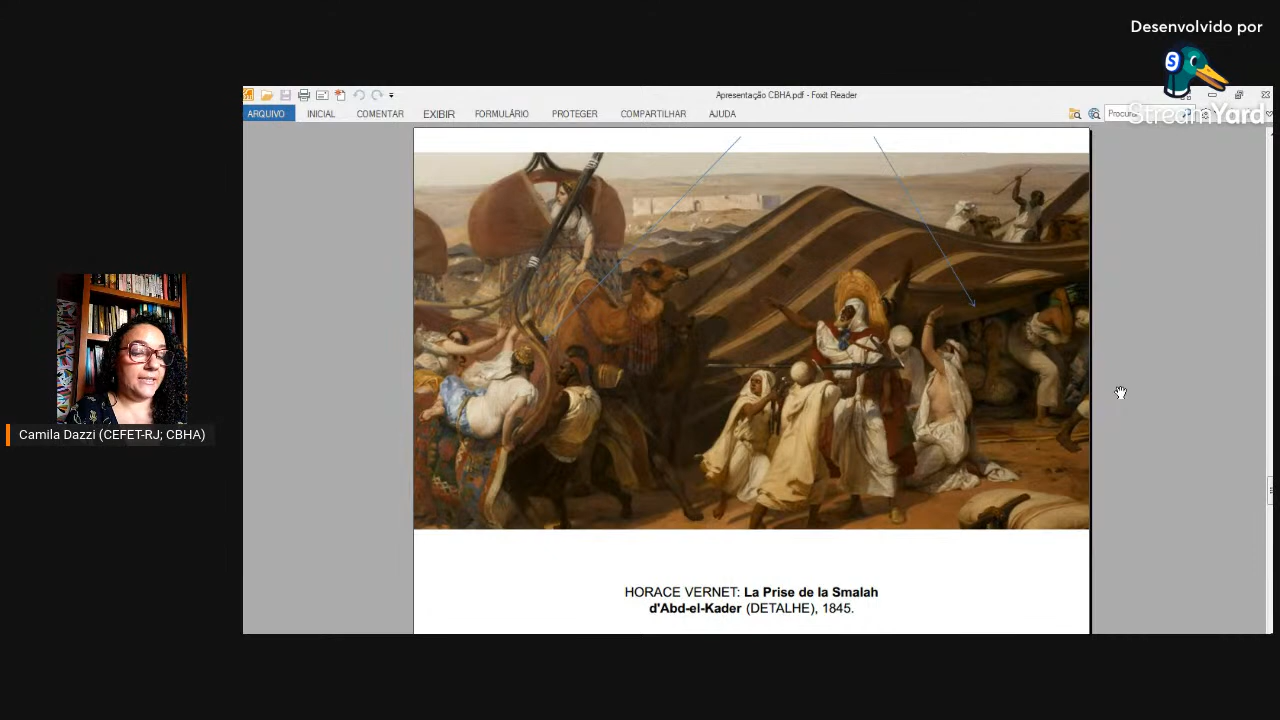 Desenvolvido por
S
StreamYard
Apresentação CBHA.pdf - Foxit Reader
ARQUIVO INICIAL COMENTAR EXIBIR FORMULÁRIO PROTEGER COMPARTILHAR AJUDA
Camila Dazzi (CEFET-RJ; CBHA)
HORACE VERNET: La Prise de la Smalah
d'Abd-el-Kader (DETALHE), 1845.